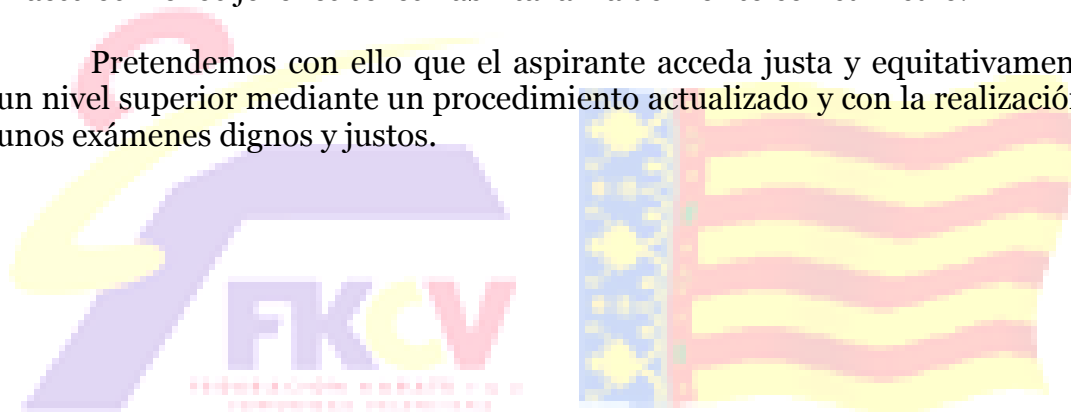 Pretendemos con ello que el aspirante acceda justa y equitativamen
un nivel superior mediante un procedimiento actualizado y con la realización
unos exámenes dignos y justos.
FKCV